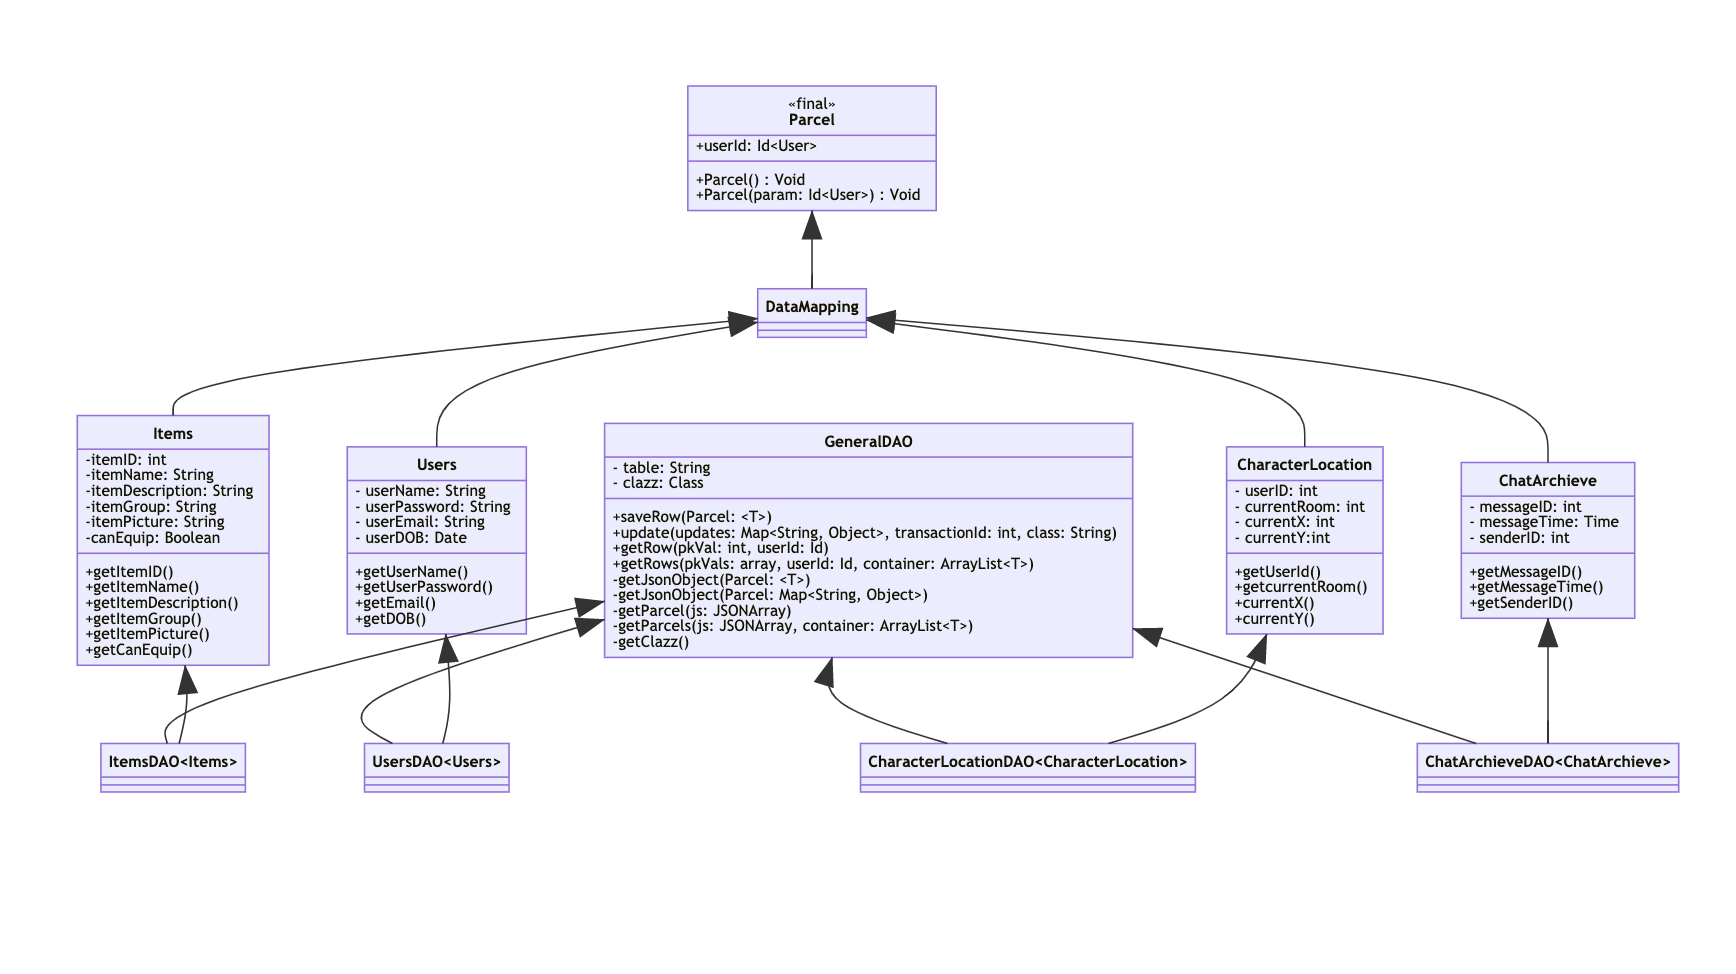 «final»
Parcel
+userId: Id<User>
+Parcel() : Void
+Parcel(param: Id<User>) : Void
DataMapping
Items
-itemID: int
-itemName: String
-itemDescription: String
-itemGroup: String
-itemPicture: String
-canEquip: Boolean
+getItemID()
+getItemName()
+getItemDescription()
+getItemGroup()
+getItemPicture()
+getCanEquip()
Users
- userName: String
- userPassword: String
- userEmail: String
- userDOB: Date
+getUserName()
+getUserPassword()
+getEmail()
+getDOB()
GeneralDAO
- table: String
- clazz: Class
+saveRow(Parcel: <T>)
+update(updates: Map<String, Object>, transactionId: int, class: String)
+getRow(pkVal: int, userId: Id)
+getRows(pkVals: array, userId: Id, container: ArrayList<T>)
-getJsonObject(Parcel: <T>)
-getJsonObject(Parcel: Map<String, Object>)
-getParcel(js: JSONArray)
-getParcels(js: JSONArray, container: ArrayList<T>)
-getClazz()
CharacterLocation
- userID: int
- currentRoom: int
- currentX: int
- currentY:int
+getUserId()
+getcurrentRoom()
+currentX()
+currentY()
ChatArchieve
- messageID: int
- messageTime: Time
- senderID: int
+getMessageID()
+getMessageTime()
+getSenderID()
ItemsDAO<Items>
UsersDAO<Users>
CharacterLocationDAO<CharacterLocation>
ChatArchieveDAO<ChatArchieve>